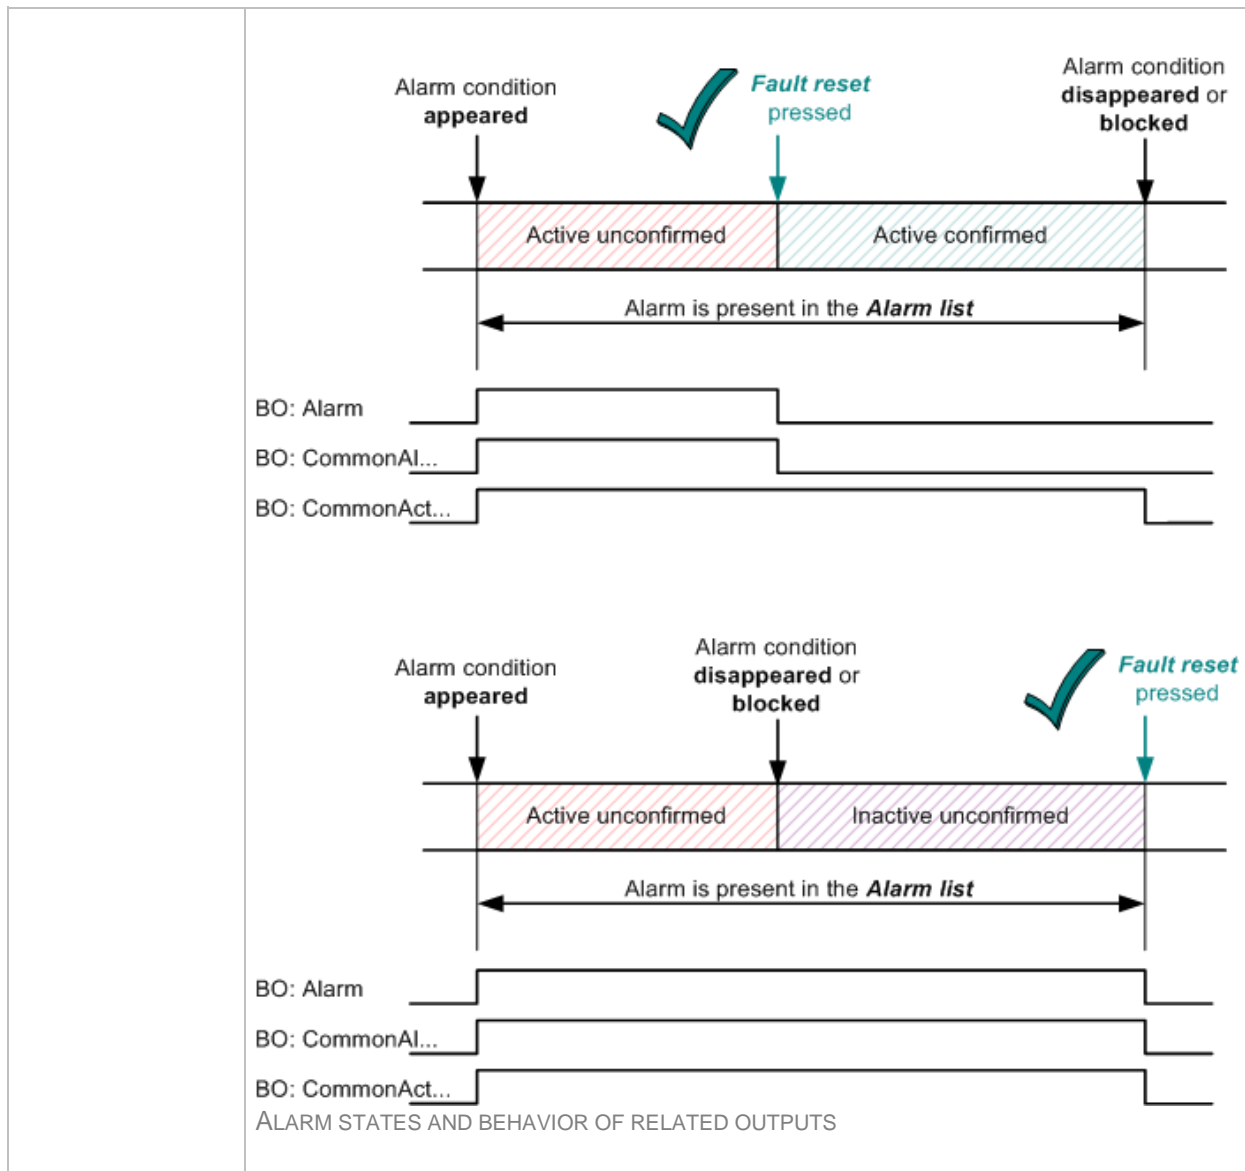 Alarm condition
appeared
Fault reset
pressed
Alarm condition
disappeared or
blocked
Active unconfirmed
Active confirmed
Alarm is present in the Alarm list
BO: Alarm
BO: CommonAl...
BO: CommonAct...
Alarm condition
appeared
Alarm condition
disappeared or
blocked
Fault reset
pressed
Active unconfirmed
Inactive unconfirmed
Alarm is present in the Alarm list
BO: Alarm
BO: CommonAl...
BO: CommonAct...
ALARM STATES AND BEHAVIOR OF RELATED OUTPUTS